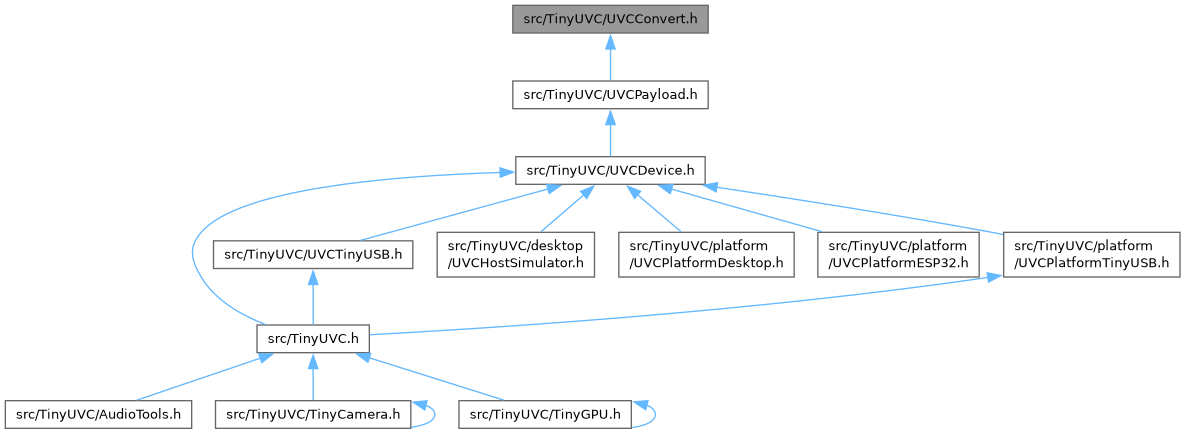 src/TinyUVC/UVCConvert.h
src/TinyUVC/UVCPayload.h
src/TinyUVC/UVCDevice.h
src/TinyUVC/UVCTinyUSB.h
src/TinyUVC/desktop
/UVCHostSimulator.h
src/TinyUVC/platform
/UVCPlatformDesktop.h
src/TinyUVC/platform
/UVCPlatformESP32.h
src/TinyUVC/platform
/UVCPlatformTinyUSB.h
src/TinyUVC.h
src/TinyUVC/AudioTools.h
src/TinyUVC/TinyCamera.h
src/TinyUVC/TinyGPU.h